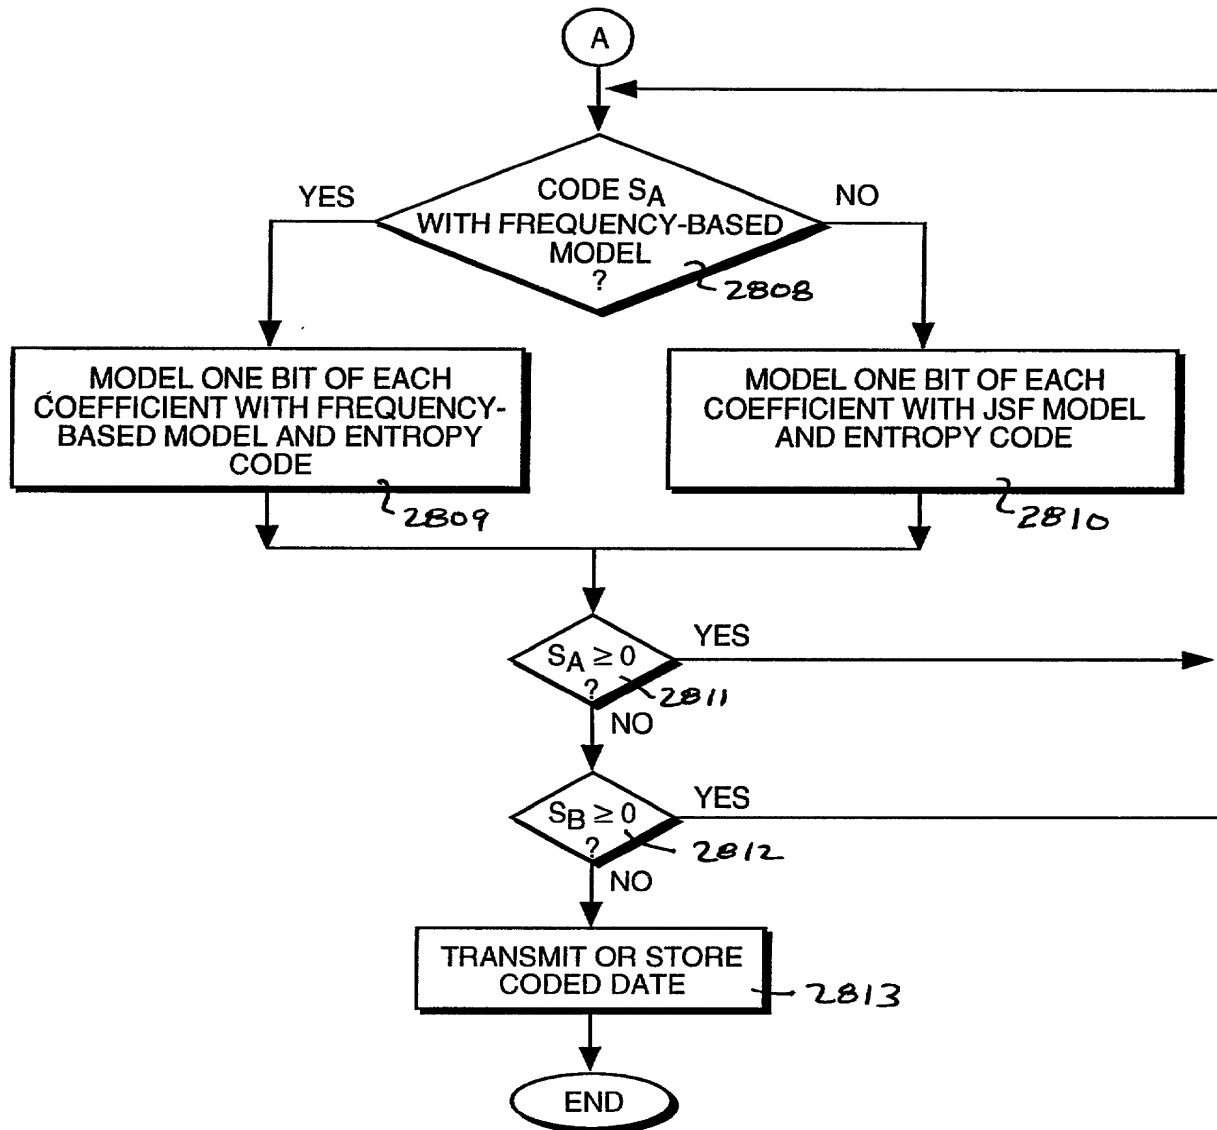 A
CODE SA
WITH FREQUENCY-BASED
MODEL
?
YES
NO
2808
MODEL ONE BIT OF EACH
COEFFICIENT WITH FREQUENCY-
BASED MODEL AND ENTROPY
CODE
2809
MODEL ONE BIT OF EACH
COEFFICIENT WITH JSF MODEL
AND ENTROPY CODE
2810
SA ≥ 0
?
YES
2811
NO
SB ≥ 0
?
YES
2812
NO
TRANSMIT OR STORE
CODED DATE
2813
END